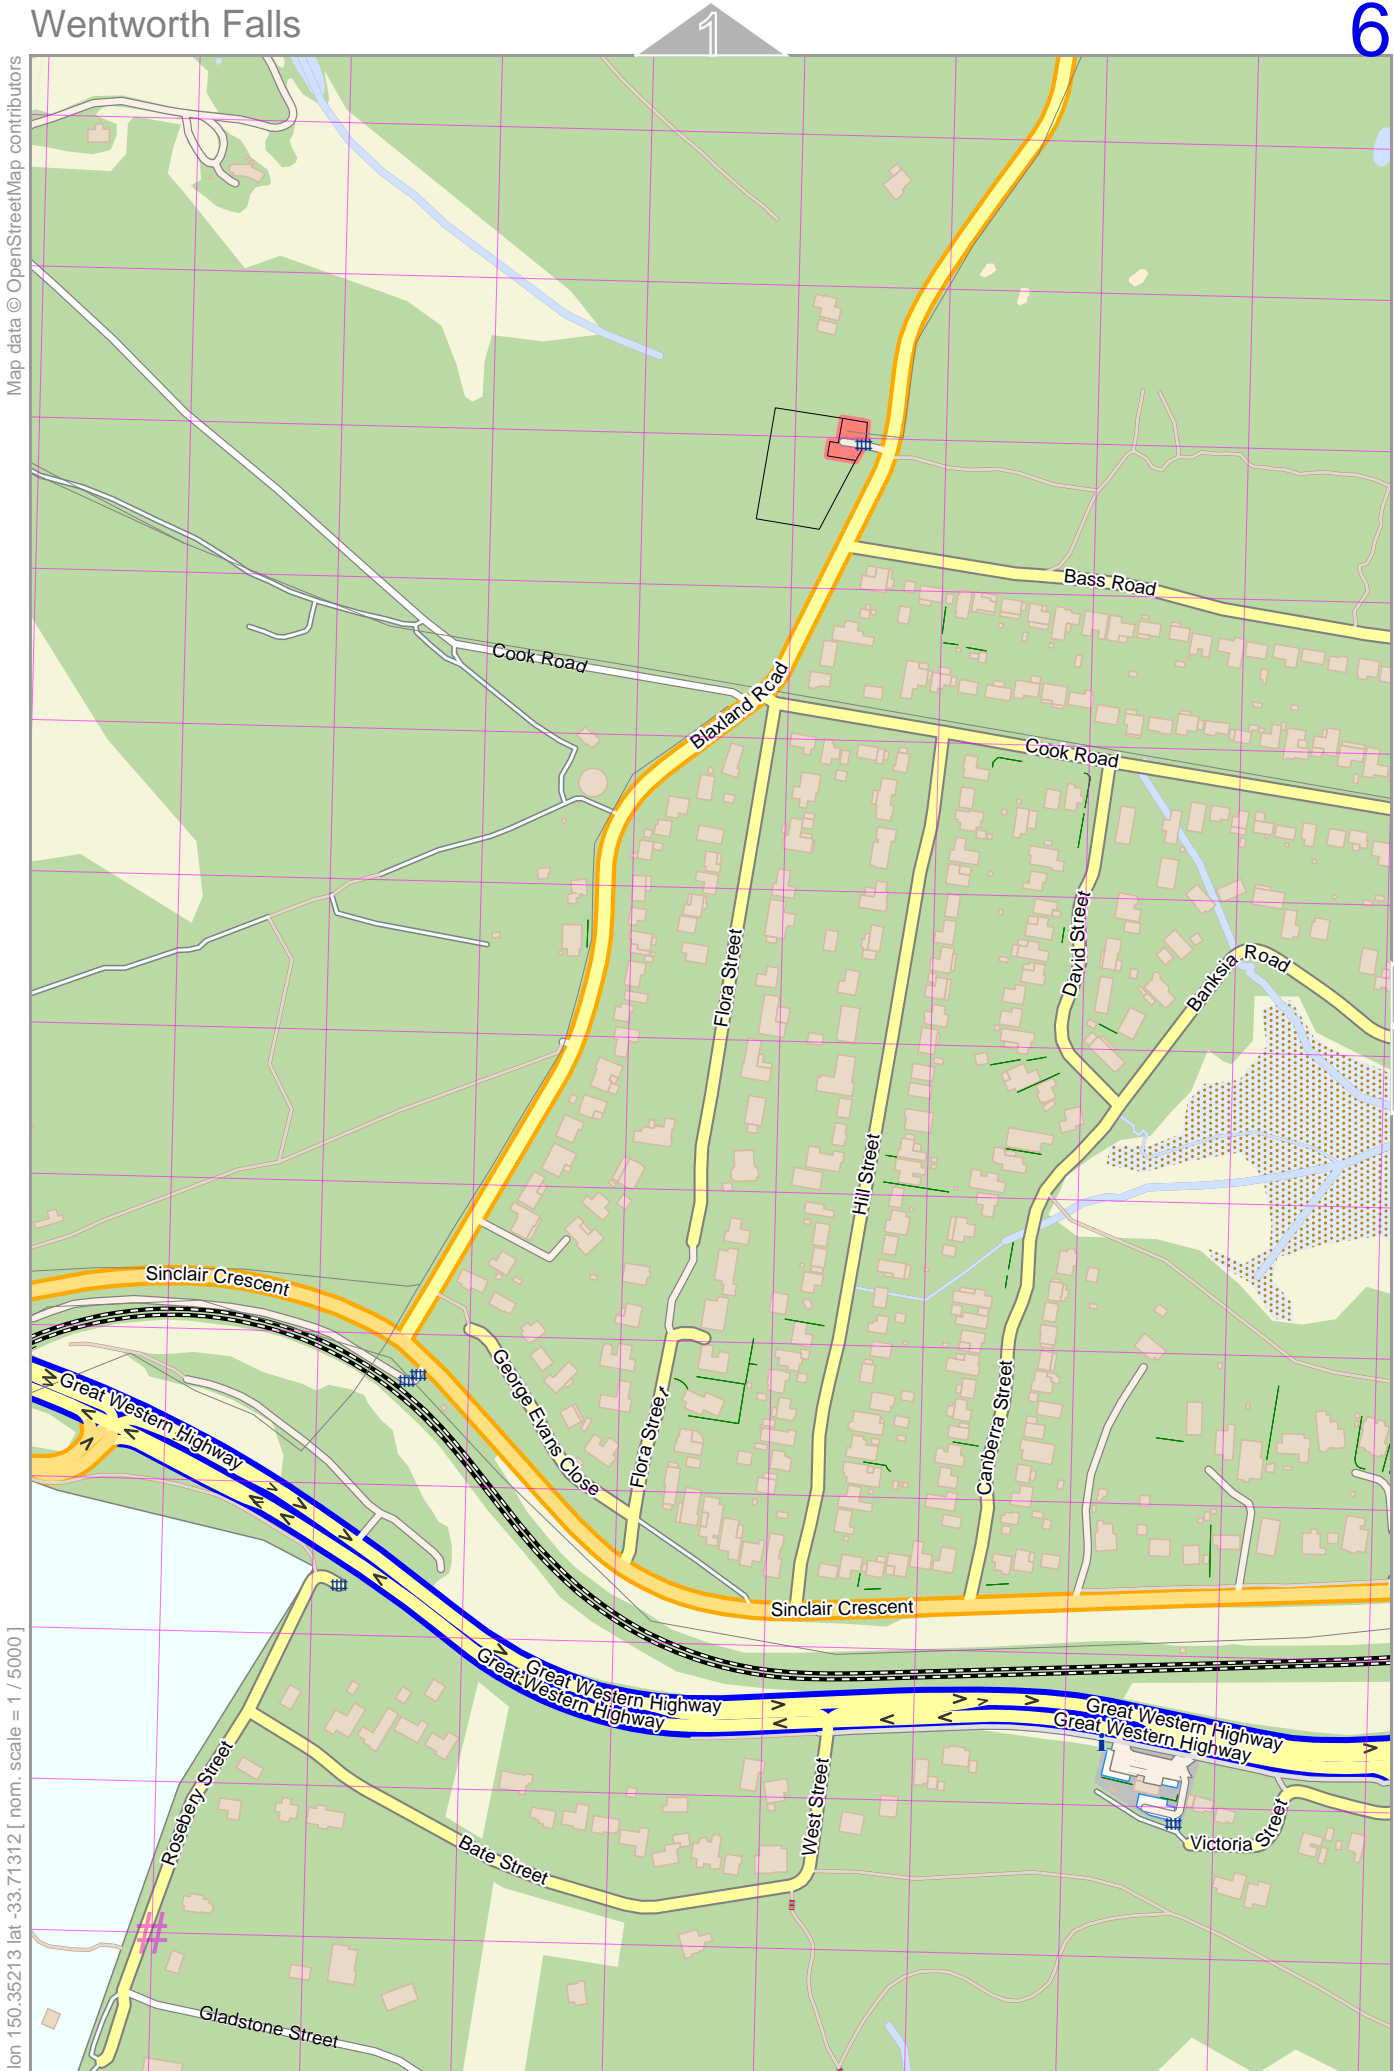 Wentworth Falls
1
6
Map data © OpenStreetMap contributors
Bass Road
Cook Road
Blaxland Road
Cook Road
David Street
Flora Street
Banksia Road
Hill Street
Sinclair Crescent
George Evans Close
Flora Street
Canberra Street
Great Western Highway
Sinclair Crescent
Great Western Highway
Great Western Highway
Great Western Highway
Great Western Highway
i
Rosebery Street
West Street
Victoria Street
Bate Street
#
Gladstone Street
lon 150.35213 lat -33.71312 [ nom. scale = 1 / 5000 ]